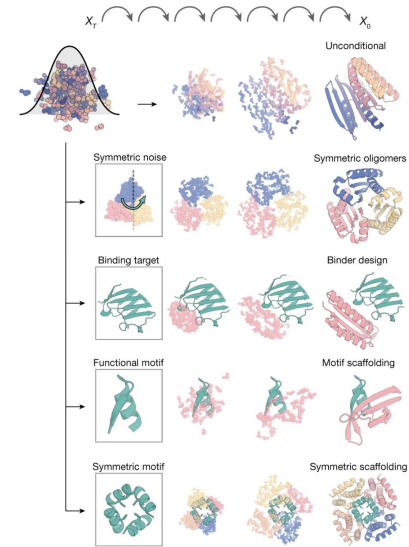 X_T X_0
Unconditional
Symmetric noise Symmetric oligomers
Binding target Binder design
Functional motif Motif scaffolding
Symmetric motif Symmetric scaffolding